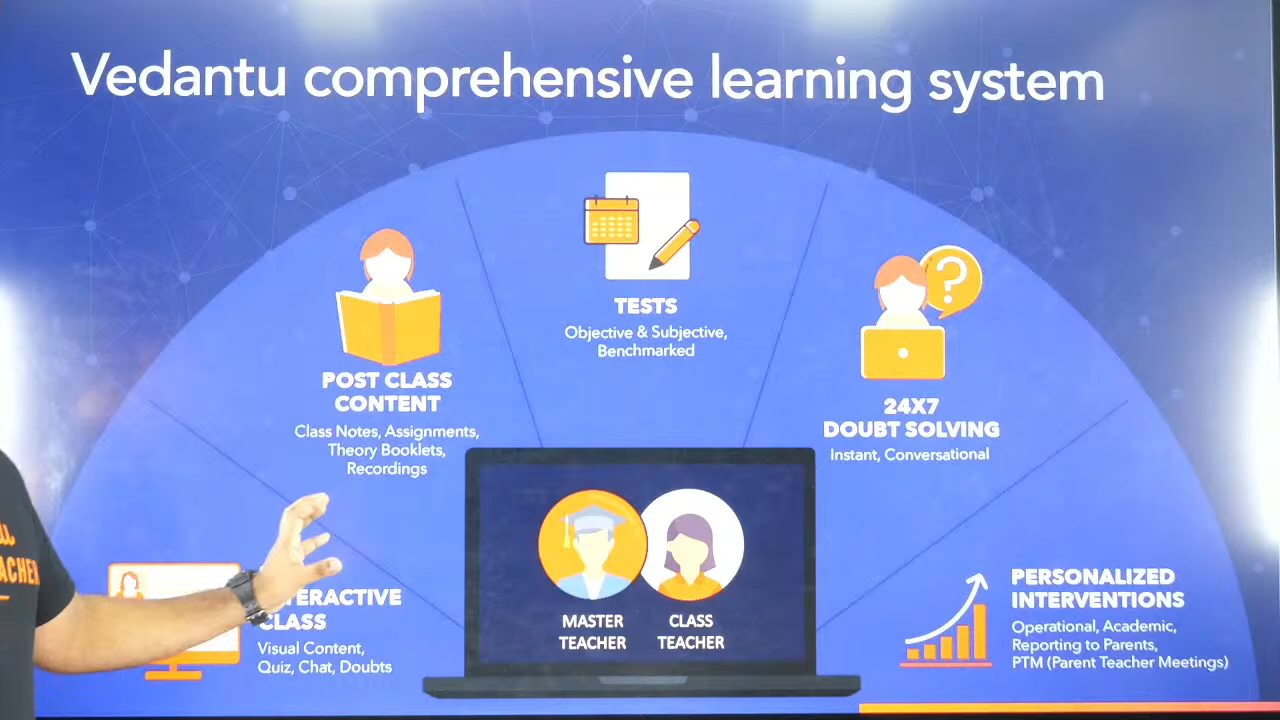 Vedantu comprehensive learning system
TESTS
Objective & Subjective,
Benchmarked
POST CLASS
CONTENT
Class Notes, Assignments,
Theory Booklets,
Recordings
24X7
DOUBT SOLVING
Instant, Conversational
MASTER
TEACHER
CLASS
TEACHER
CLASS
Visual Content,
Quiz, Chat, Doubts
PERSONALIZED
INTERVENTIONS
Operational, Academic,
Reporting to Parents,
PTM (Parent Teacher Meetings)